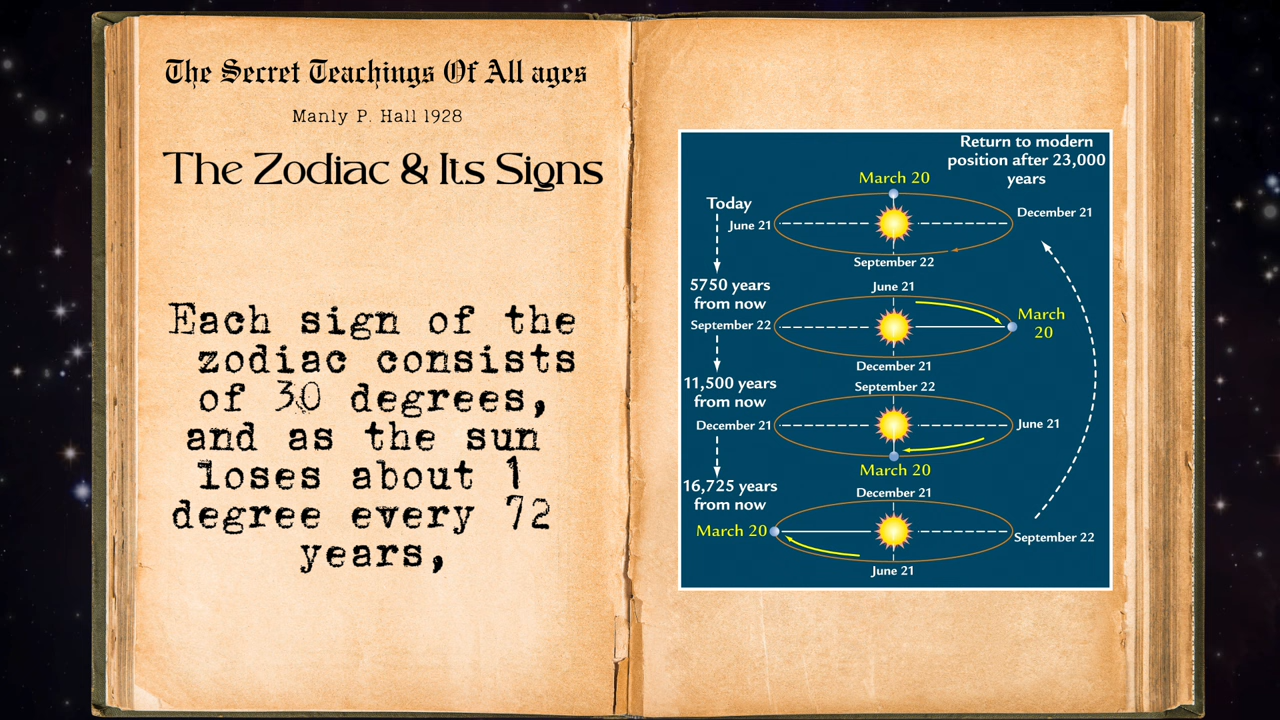 The Secret Teachings Of All ages
Manly P. Hall 1928
The Zodiac & Its Signs
Each sign of the
zodiac consists
of 30 degrees,
and as the sun
loses about 1
degree every 72
years,
Return to modern
position after 23,000
years
March 20
Today
December 21
June 21
September 22
5750 years
from now
June 21
March
20
September 22
December 21
11,500 years
from now
September 22
December 21
June 21
March 20
16,725 years
from now
December 21
March 20
September 22
June 21